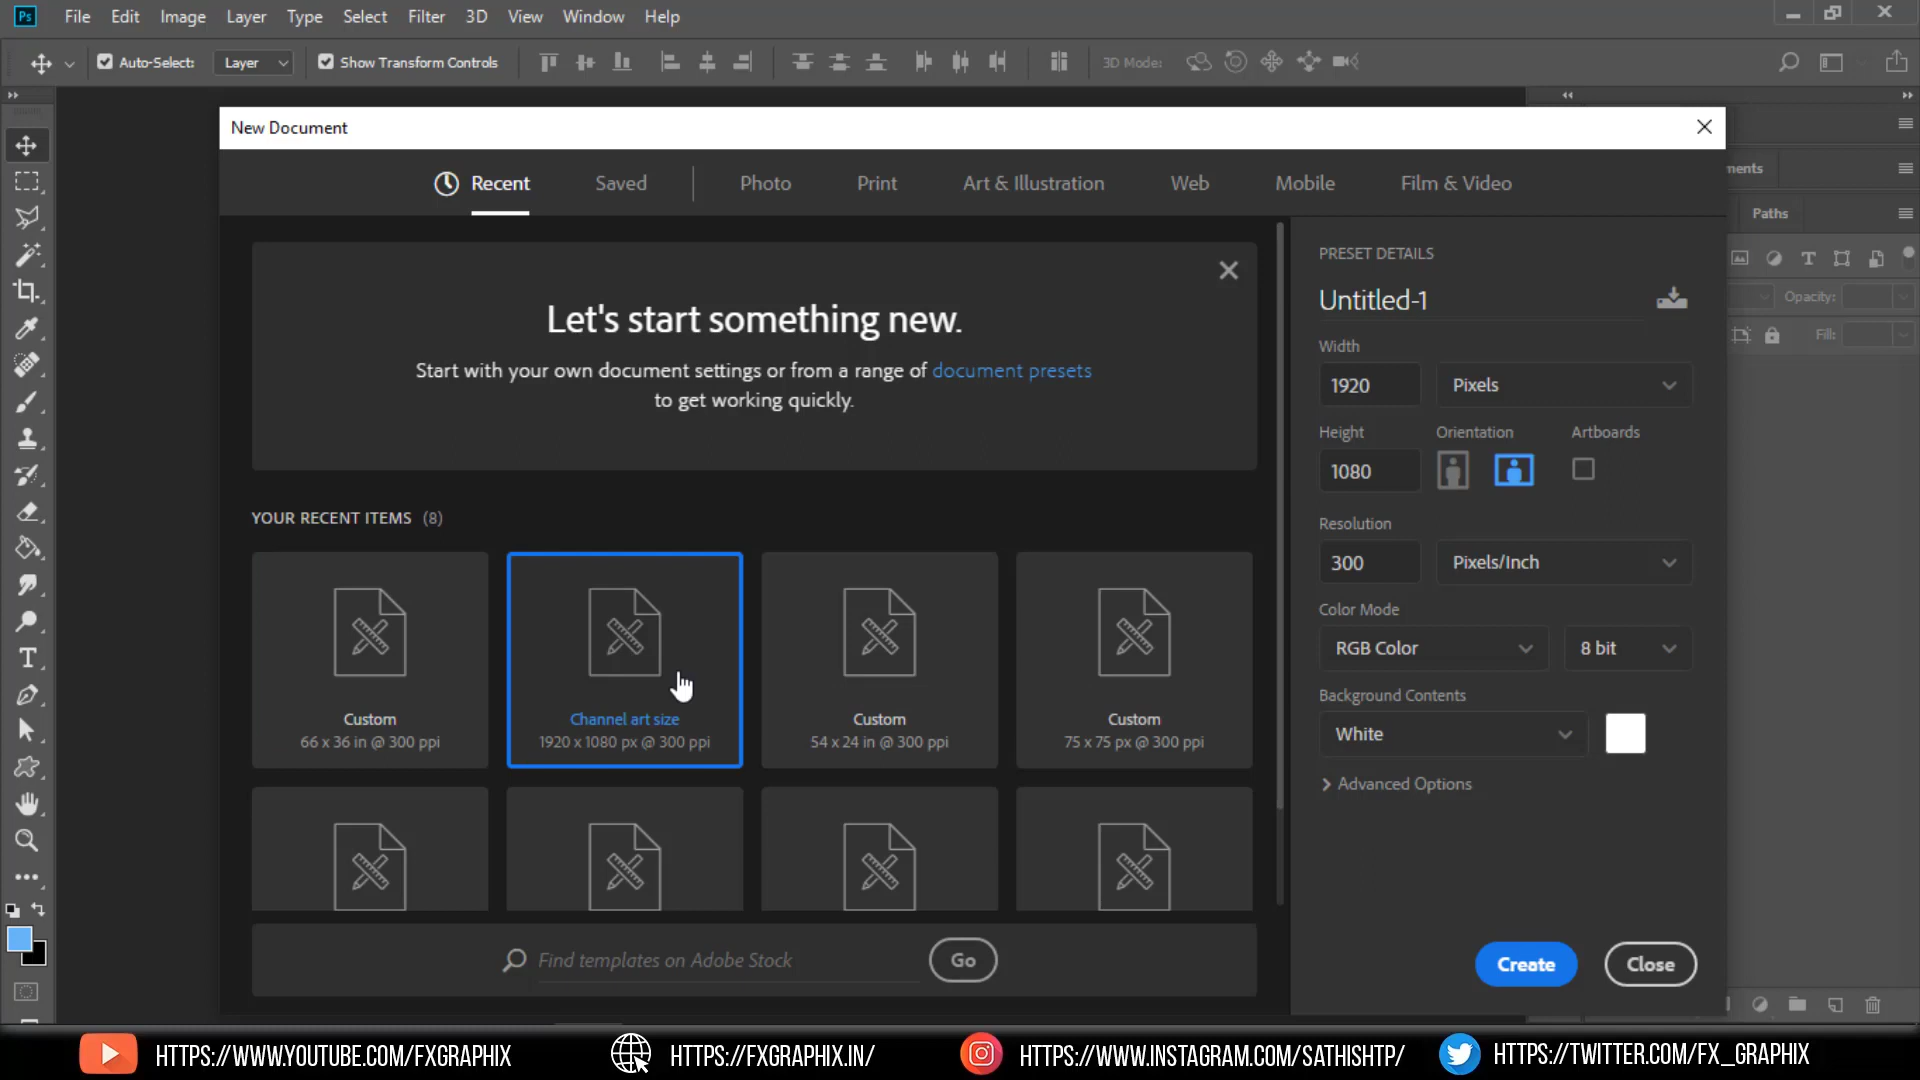 Ps File Edit Image Layer Type Select Filter 3D View Window Help
Auto-Select: Layer Show Transform Controls 3D Mode:
New Document
Recent Saved Photo Print Art & Illustration Web Mobile Film & Video
Let's start something new.
Start with your own document settings or from a range of document presets
to get working quickly.
YOUR RECENT ITEMS (8)
Custom
66 x 36 in @ 300 ppi
Channel art size
1920 x 1080 px @ 300 ppi
Custom
54 x 24 in @ 300 ppi
Custom
75 x 75 px @ 300 ppi
Find templates on Adobe Stock Go
PRESET DETAILS
Untitled-1
Width
1920 Pixels
Height Orientation Artboards
1080
Resolution
300 Pixels/Inch
Color Mode
RGB Color 8 bit
Background Contents
White
Advanced Options
Create Close
Paths
Opacity:
Fill:
HTTPS://WWW.YOUTUBE.COM/FXGRAPHIX HTTPS://FXGRAPHIX.IN/ HTTPS://WWW.INSTAGRAM.COM/SATHISHTP/ HTTPS://TWITTER.COM/FX_GRAPHIX